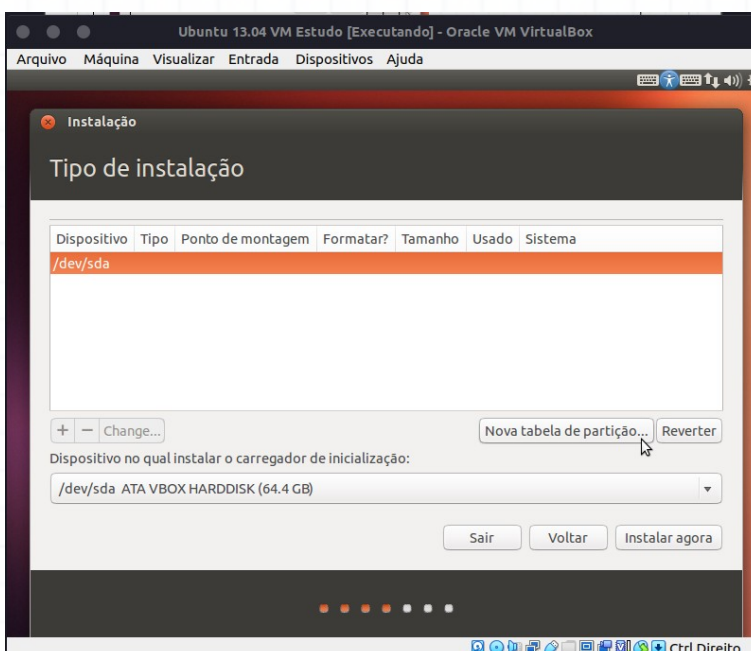 Ubuntu 13.04 VM Estudo [Executando] - Oracle VM VirtualBox
Arquivo Máquina Visualizar Entrada Dispositivos Ajuda
Instalação
Tipo de instalação
Dispositivo Tipo Ponto de montagem Formatar? Tamanho Usado Sistema
/dev/sda
+ − Change... Nova tabela de partição... Reverter
Dispositivo no qual instalar o carregador de inicialização:
/dev/sda ATA VBOX HARDDISK (64.4 GB)
Sair Voltar Instalar agora
Ctrl Direito